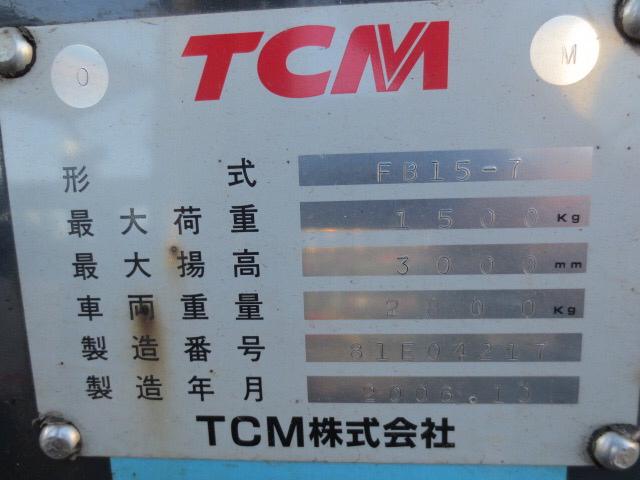 O
TCM
M
形式 FB15-7
最大荷重 1500 Kg
最大揚高 3000 mm
車両重量 Kg
製造番号 81E04217
製造年月 2006.10
TCM株式会社